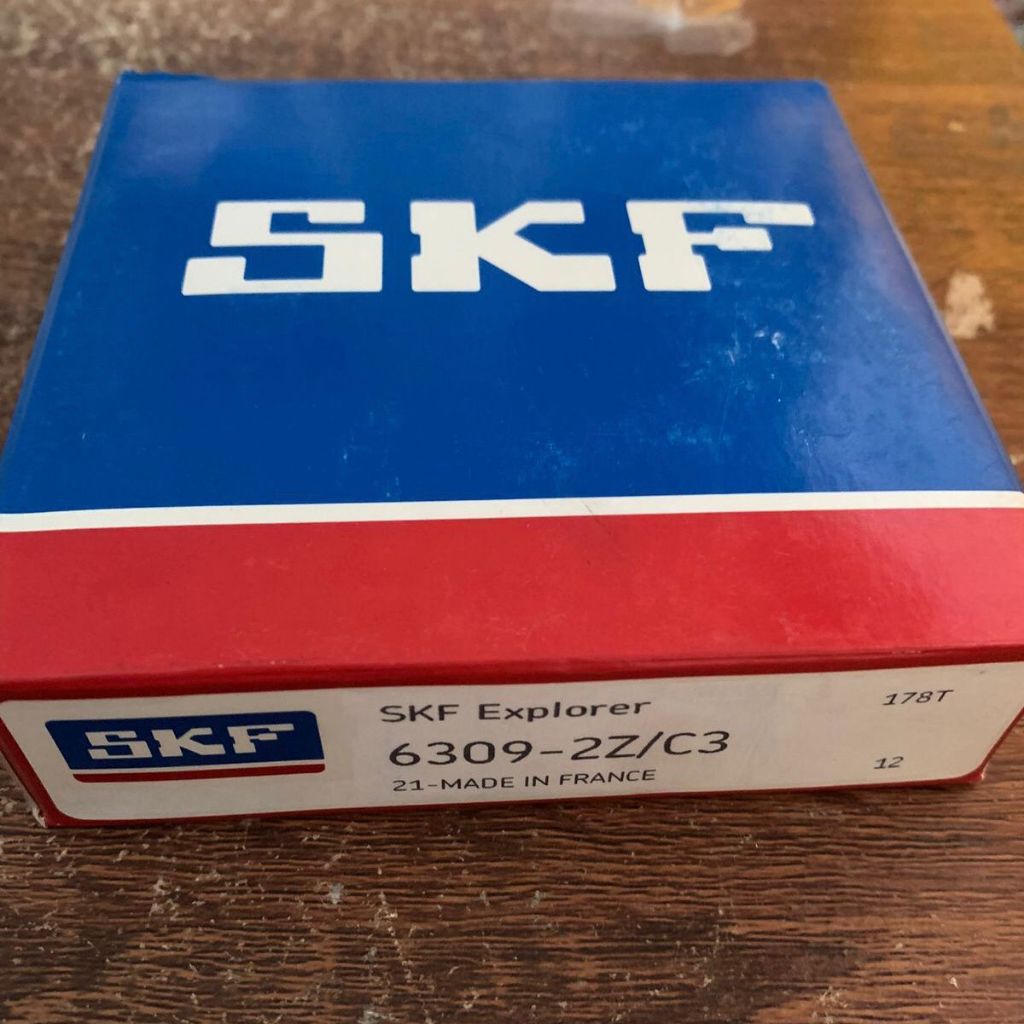 SKF
SKF
SKF Explorer
178T
6309-2Z/C3
21-MADE IN FRANCE
12